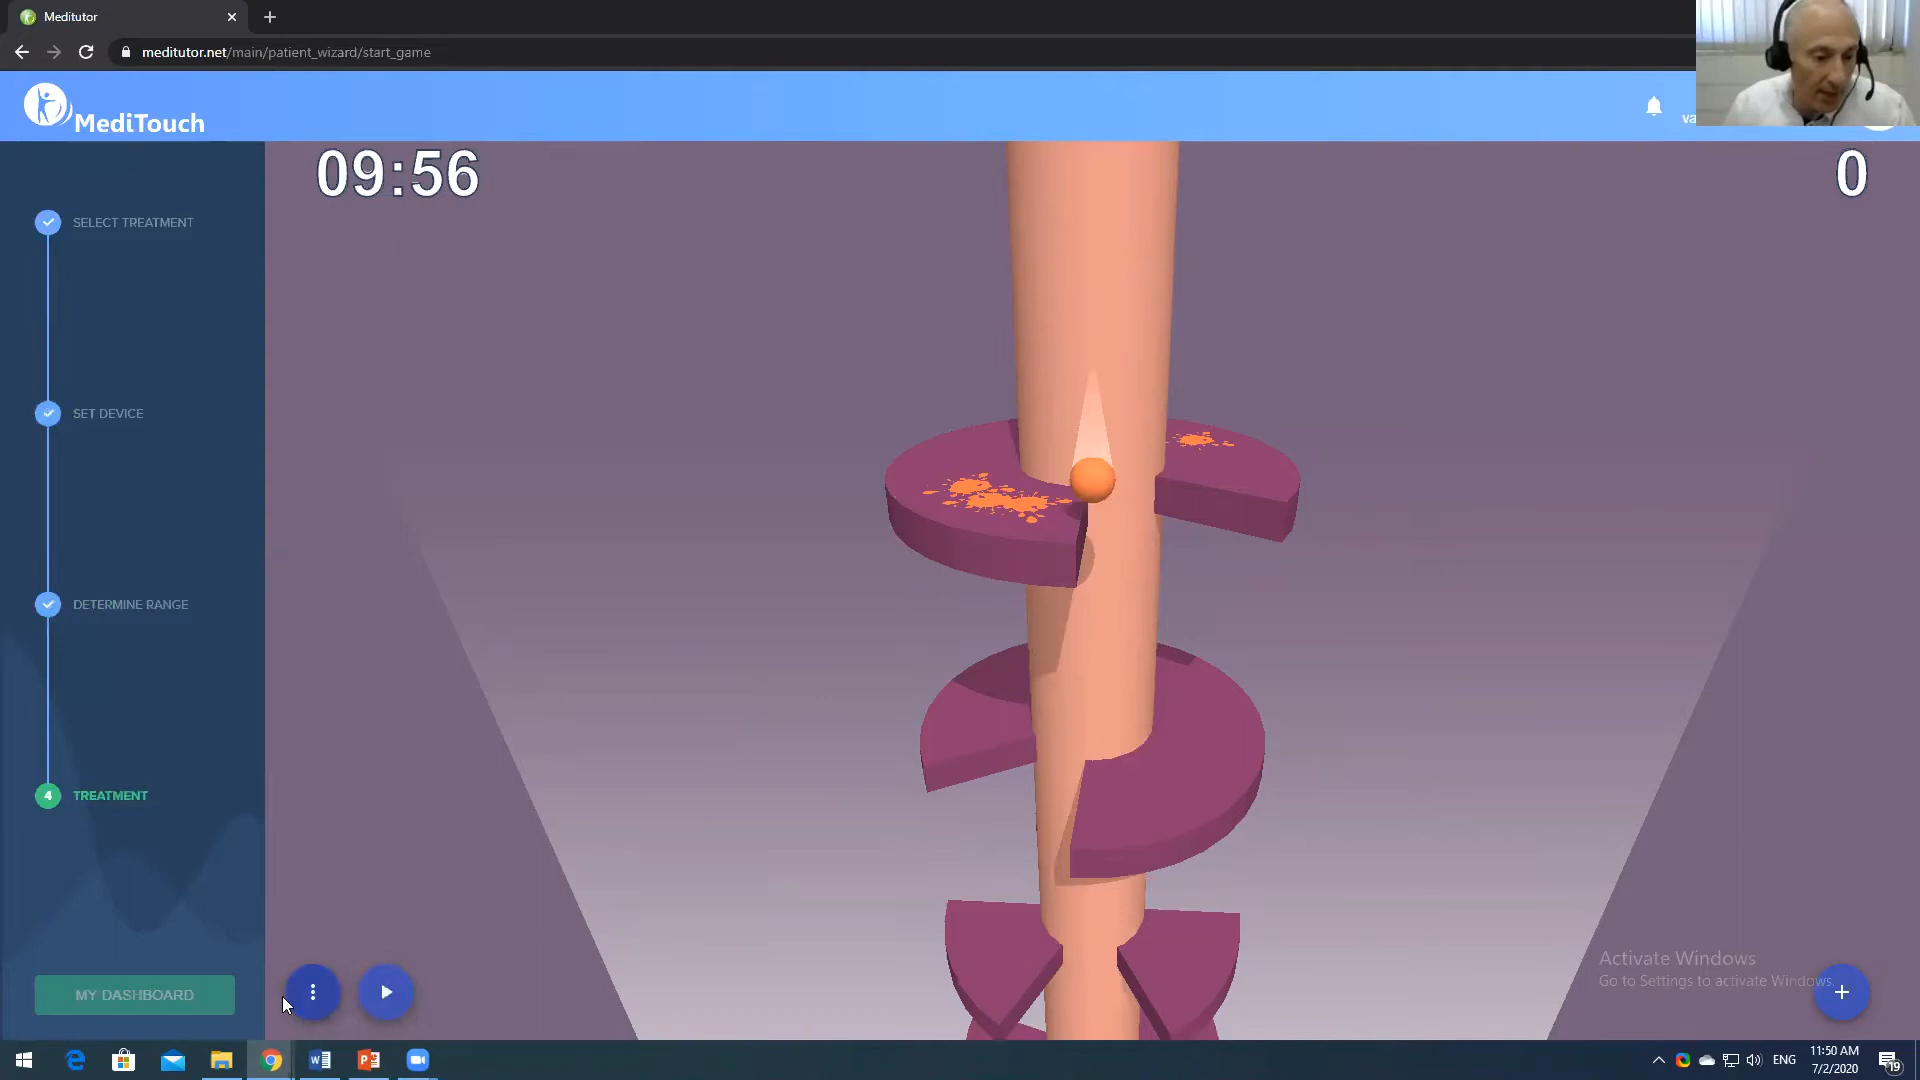 Meditutor
meditutor.net/main/patient_wizard/start_game
MediTouch
va
09:56
0
SELECT TREATMENT
SET DEVICE
DETERMINE RANGE
4 TREATMENT
MY DASHBOARD
Activate Windows
Go to Settings to activate Windows.
ENG
11:50 AM
7/2/2020
19